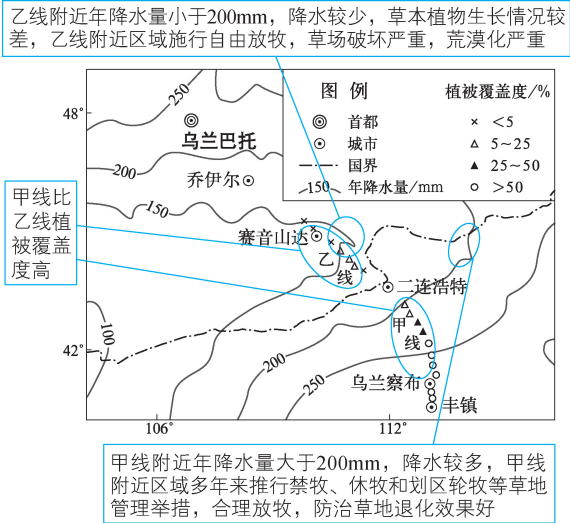 乙线附近年降水量小于200mm，降水较少，草本植物生长情况较
差，乙线附近区域施行自由放牧，草场破坏严重，荒漠化严重
图 例
植被覆盖度/%
首都
城市
国界
150 年降水量/mm
<5
5~25
25~50
>50
48°
250
乌兰巴托
200
乔伊尔
150
甲线比
乙线植
被覆盖
度高
赛音山达
乙
线
二连浩特
甲
线
100
42°
200
250
乌兰察布
丰镇
106°
112°
甲线附近年降水量大于200mm，降水较多，甲线
附近区域多年来推行禁牧、休牧和划区轮牧等草地
管理举措，合理放牧，防治草地退化效果好